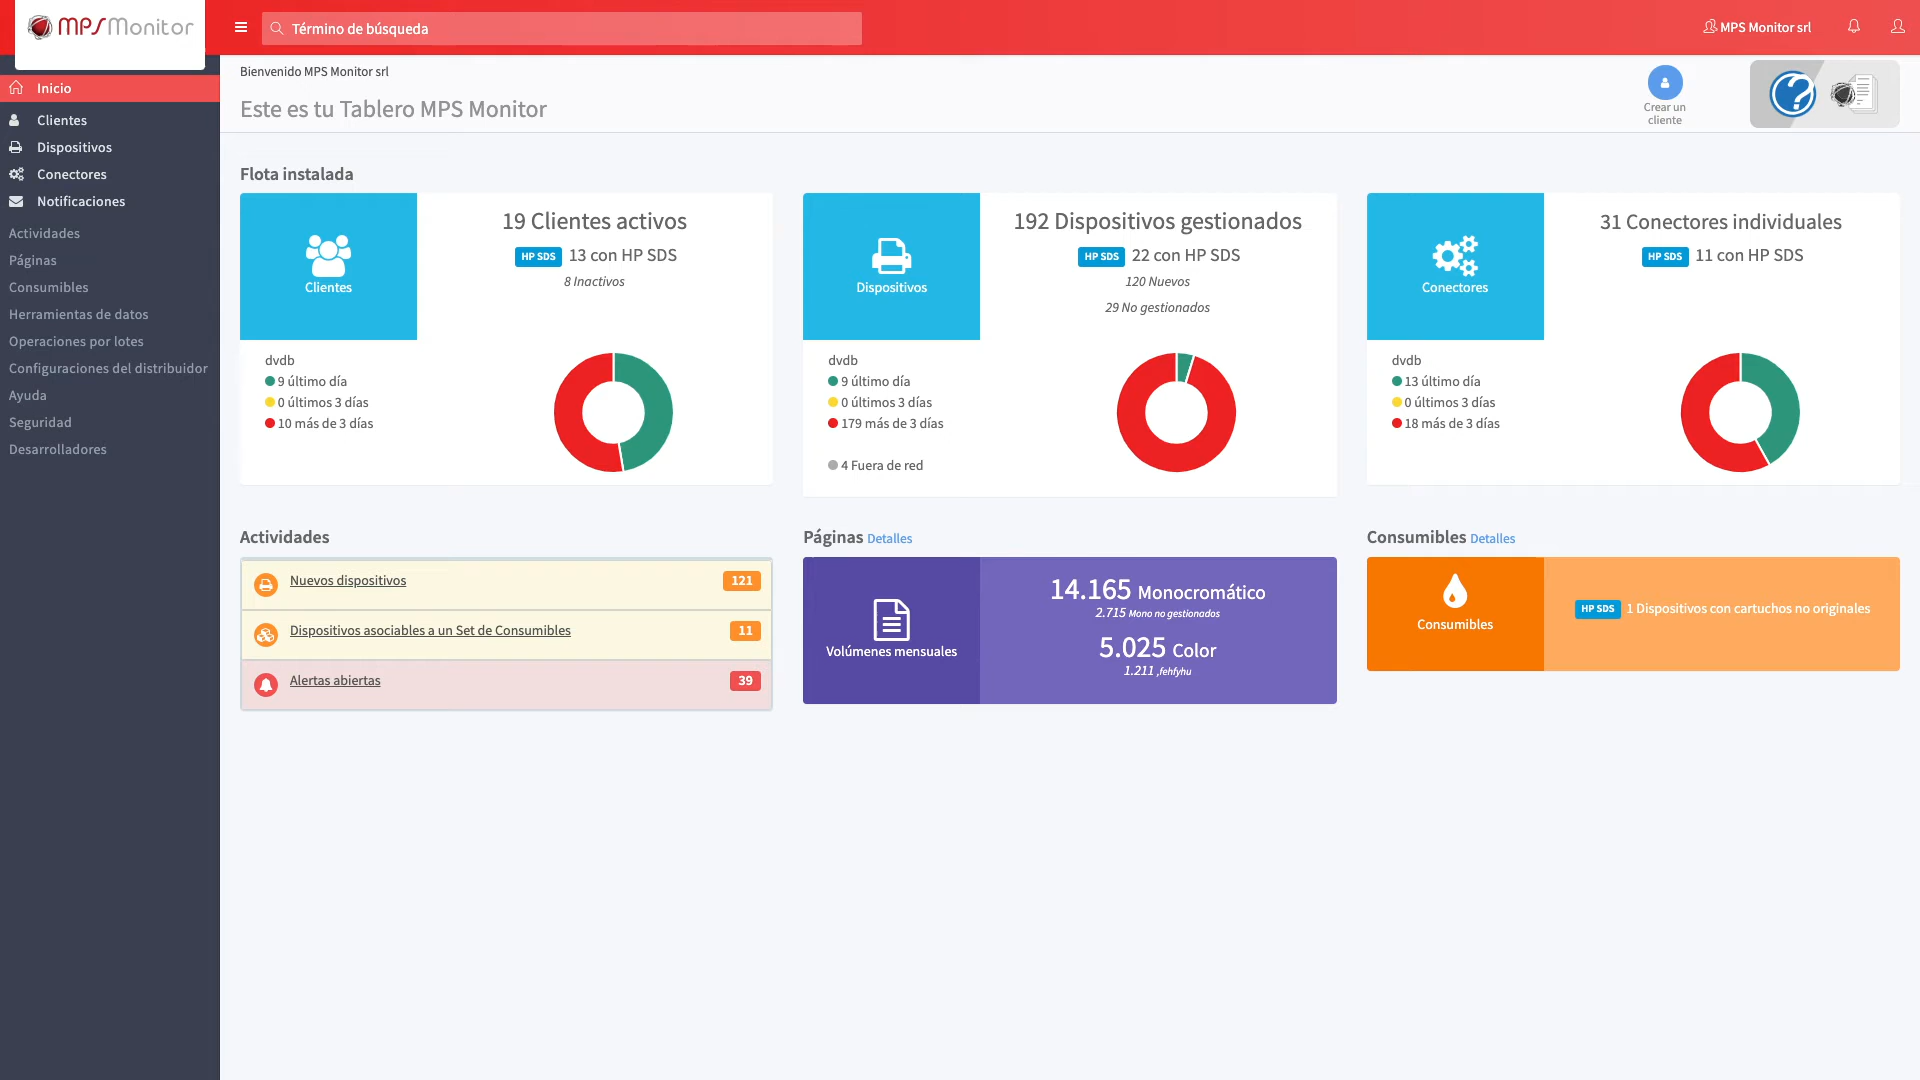 MPSMonitor
Término de búsqueda
MPS Monitor srl
Inicio
Clientes
Dispositivos
Conectores
Notificaciones
Actividades
Páginas
Consumibles
Herramientas de datos
Operaciones por lotes
Configuraciones del distribuidor
Ayuda
Seguridad
Desarrolladores
Bienvenido MPS Monitor srl
Este es tu Tablero MPS Monitor
Crear un
cliente
?
Flota instalada
Clientes
19 Clientes activos
HP SDS 13 con HP SDS
8 Inactivos
dvdb
9 último día
0 últimos 3 días
10 más de 3 días
Dispositivos
192 Dispositivos gestionados
HP SDS 22 con HP SDS
120 Nuevos
29 No gestionados
dvdb
9 último día
0 últimos 3 días
179 más de 3 días
4 Fuera de red
Conectores
31 Conectores individuales
HP SDS 11 con HP SDS
dvdb
13 último día
0 últimos 3 días
18 más de 3 días
Actividades
Nuevos dispositivos 121
Dispositivos asociables a un Set de Consumibles 11
Alertas abiertas 39
Páginas Detalles
Volúmenes mensuales
14.165 Monocromático
2.715 Mono no gestionados
5.025 Color
1.211 ,fehfyhu
Consumibles Detalles
Consumibles
HP SDS 1 Dispositivos con cartuchos no originales